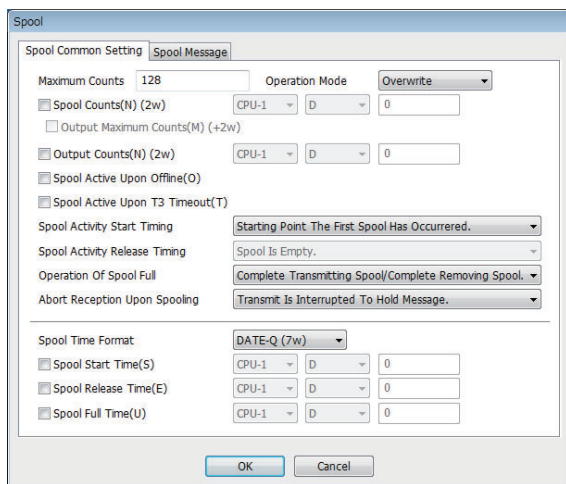 Spool
Spool Common Setting Spool Message
Maximum Counts 128 Operation Mode Overwrite
Spool Counts(N) (2w) CPU-1 D 0
Output Maximum Counts(M) (+2w)
Output Counts(N) (2w) CPU-1 D 0
Spool Active Upon Offline(O)
Spool Active Upon T3 Timeout(T)
Spool Activity Start Timing Starting Point The First Spool Has Occurrered.
Spool Activity Release Timing Spool Is Empty.
Operation Of Spool Full Complete Transmitting Spool/Complete Removing Spool.
Abort Reception Upon Spooling Transmit Is Interrupted To Hold Message.
Spool Time Format DATE-Q (7w)
Spool Start Time(S) CPU-1 D 0
Spool Release Time(E) CPU-1 D 0
Spool Full Time(U) CPU-1 D 0
OK Cancel